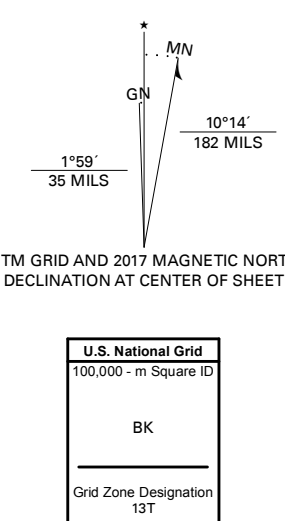 ★
MN
GN
10°14´
182 MILS
1°59´
35 MILS
TM GRID AND 2017 MAGNETIC NORT
DECLINATION AT CENTER OF SHEET
U.S. National Grid
100,000 - m Square ID
BK
Grid Zone Designation
13T